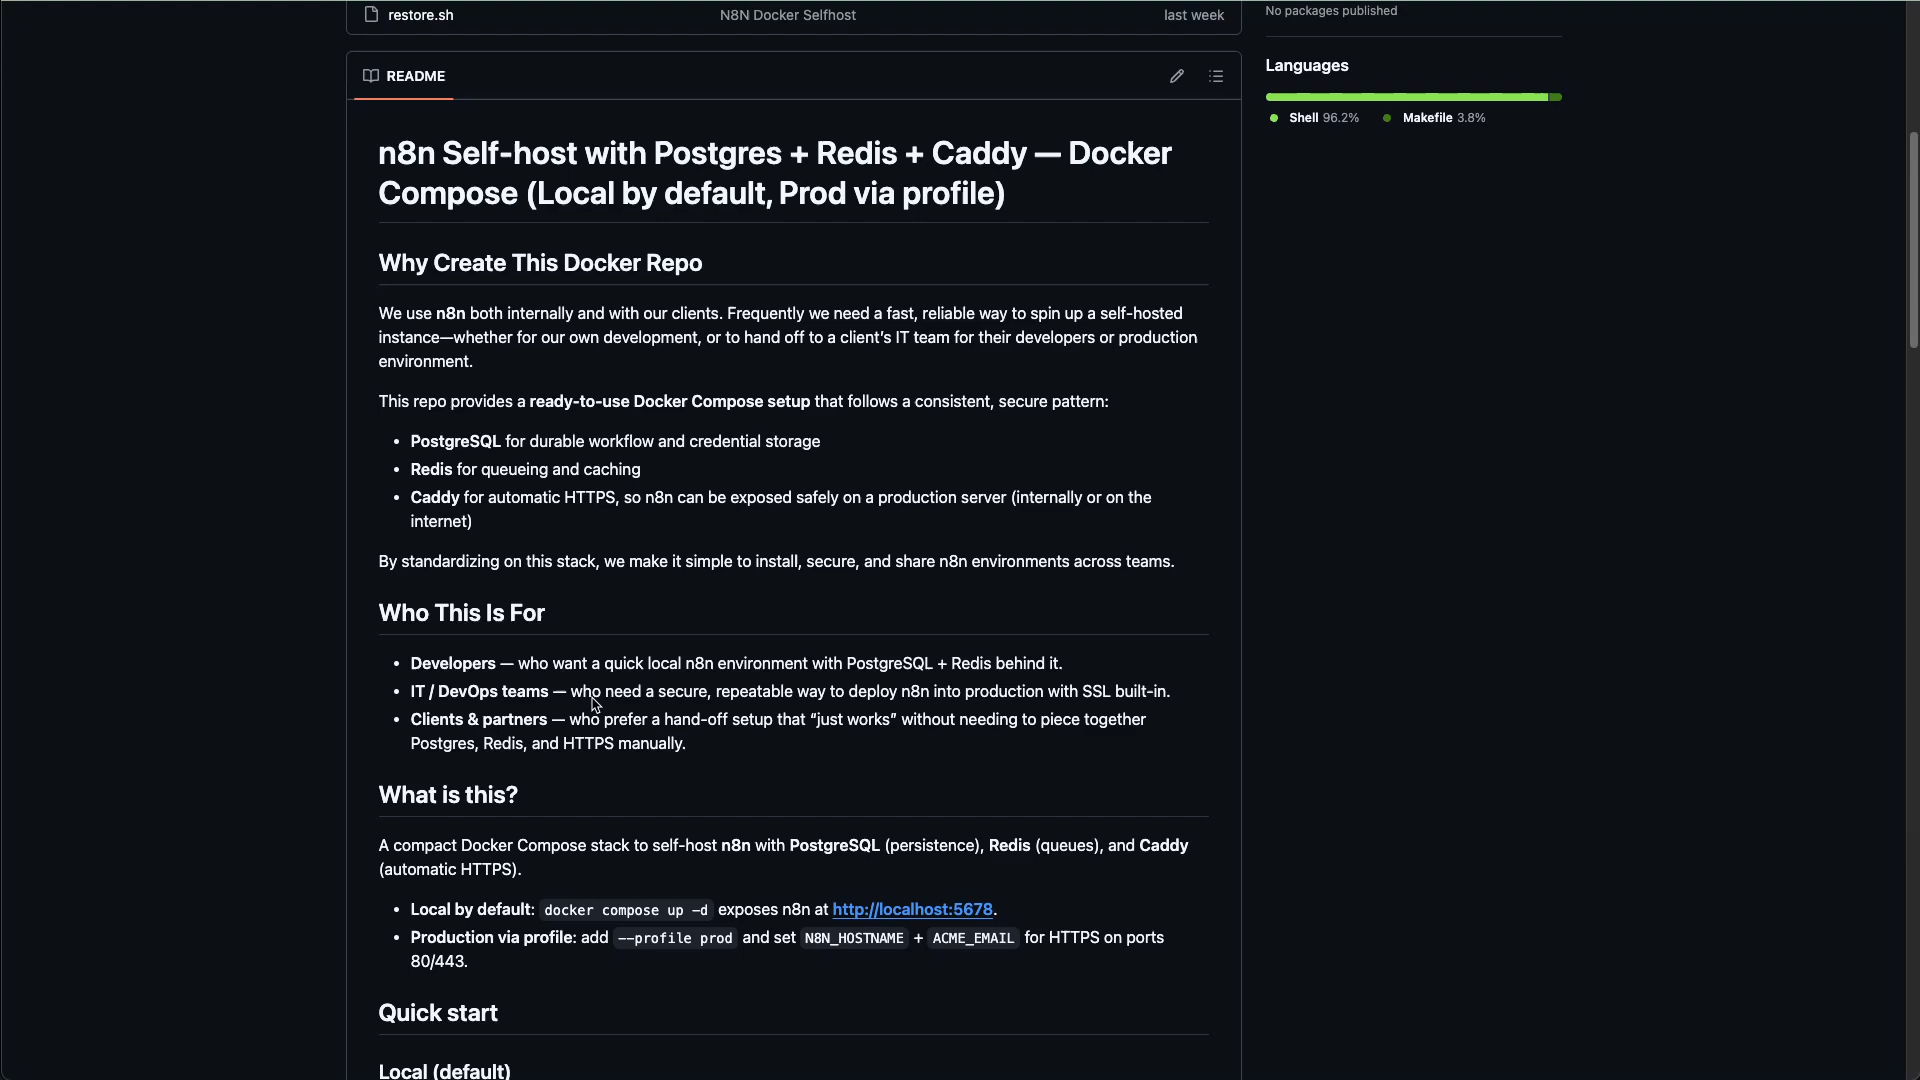 restore.sh N8N Docker Selfhost last week
No packages published
Languages
Shell 96.2% Makefile 3.8%
README
n8n Self-host with Postgres + Redis + Caddy — Docker
Compose (Local by default, Prod via profile)
Why Create This Docker Repo
We use n8n both internally and with our clients. Frequently we need a fast, reliable way to spin up a self-hosted
instance—whether for our own development, or to hand off to a client’s IT team for their developers or production
environment.
This repo provides a ready-to-use Docker Compose setup that follows a consistent, secure pattern:
• PostgreSQL for durable workflow and credential storage
• Redis for queueing and caching
• Caddy for automatic HTTPS, so n8n can be exposed safely on a production server (internally or on the
internet)
By standardizing on this stack, we make it simple to install, secure, and share n8n environments across teams.
Who This Is For
• Developers — who want a quick local n8n environment with PostgreSQL + Redis behind it.
• IT / DevOps teams — who need a secure, repeatable way to deploy n8n into production with SSL built-in.
• Clients & partners — who prefer a hand-off setup that “just works” without needing to piece together
Postgres, Redis, and HTTPS manually.
What is this?
A compact Docker Compose stack to self-host n8n with PostgreSQL (persistence), Redis (queues), and Caddy
(automatic HTTPS).
• Local by default: docker compose up -d exposes n8n at http://localhost:5678.
• Production via profile: add --profile prod and set N8N_HOSTNAME + ACME_EMAIL for HTTPS on ports
80/443.
Quick start
Local (default)